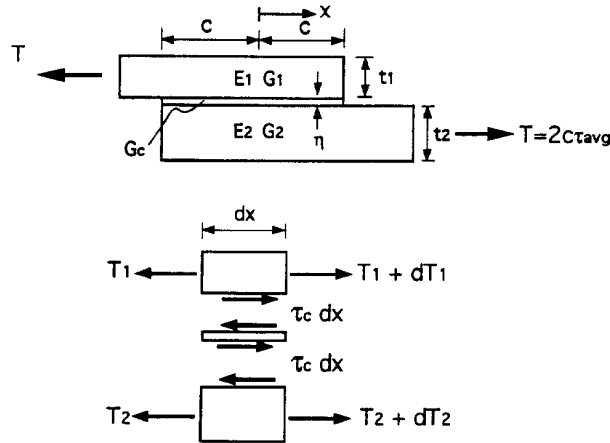 x
c c
T
E1 G1 t1
Gc E2 G2 η t2 T=2cτavg
dx
T1 T1 + dT1
τc dx
τc dx
T2 T2 + dT2